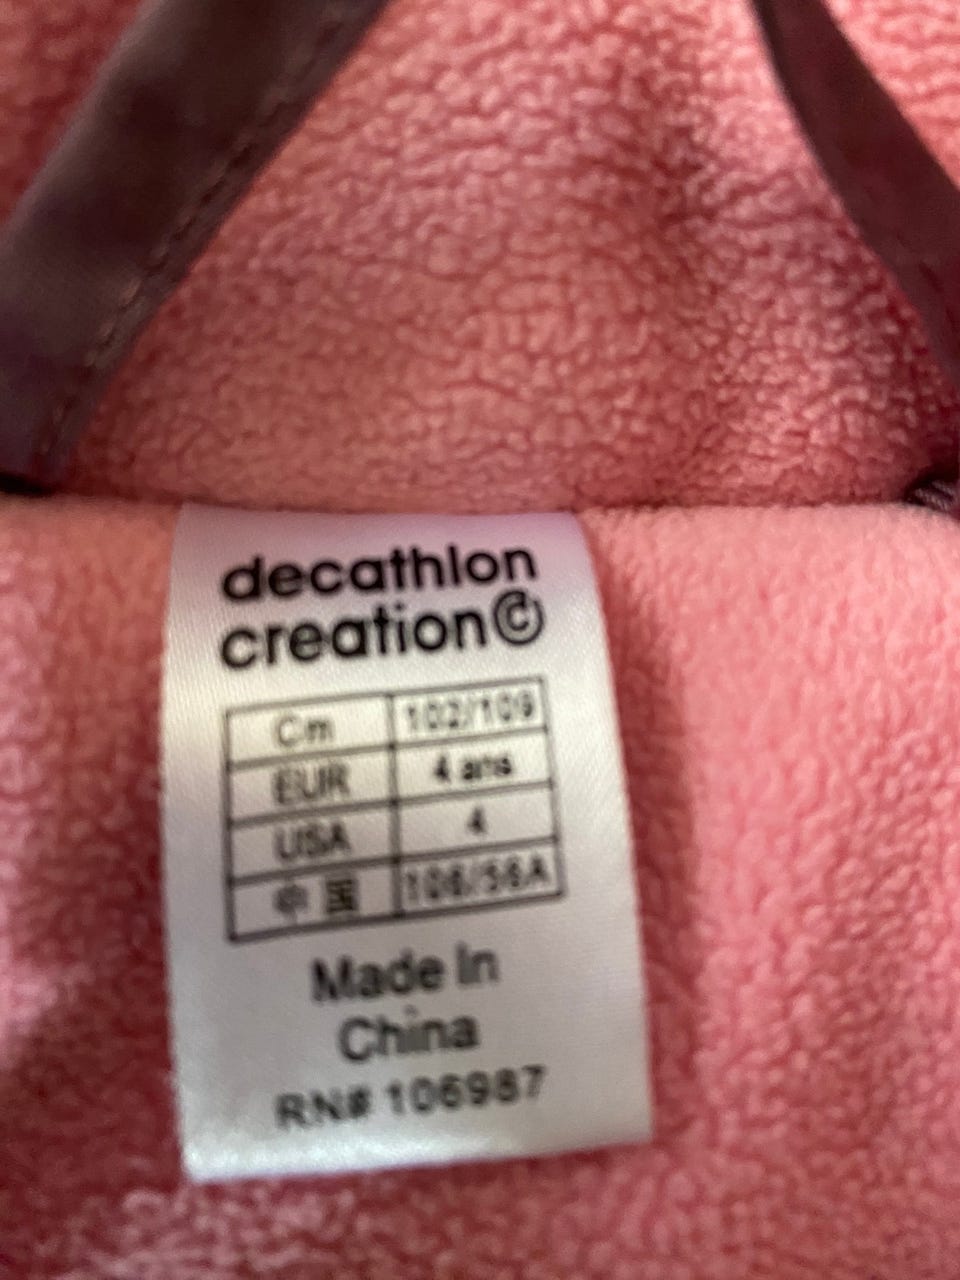 decathlon
creation©
Cm 102/109
EUR 4 ans
USA 4
中国 106/56A
Made In
China
RN# 106987